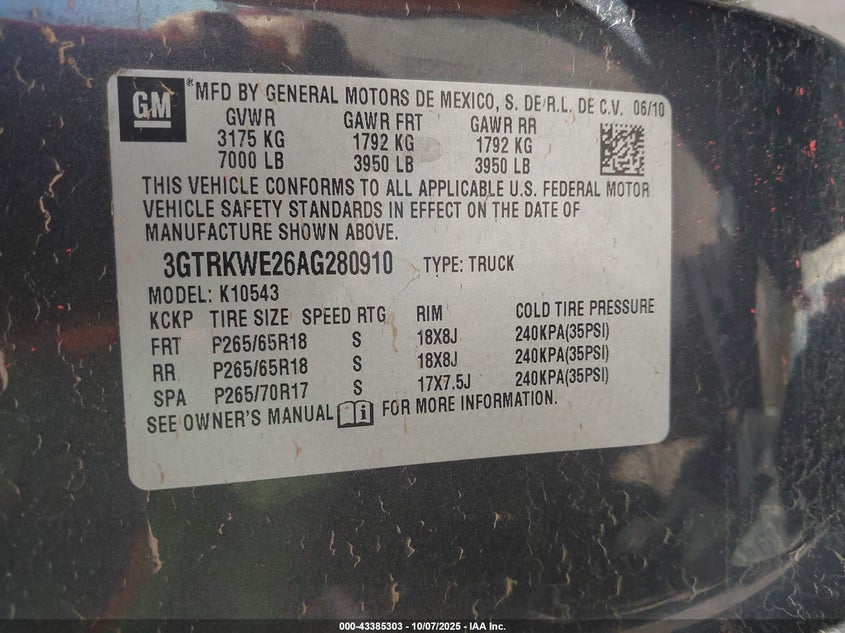 GM ® MFD BY GENERAL MOTORS DE MEXICO, S. DE R.L. DE C.V. 06/10
GVWR GAWR FRT GAWR RR
3175 KG 1792 KG 1792 KG
7000 LB 3950 LB 3950 LB
THIS VEHICLE CONFORMS TO ALL APPLICABLE U.S. FEDERAL MOTOR
VEHICLE SAFETY STANDARDS IN EFFECT ON THE DATE OF
MANUFACTURE SHOWN ABOVE.
3GTRKWE26AG280910 TYPE: TRUCK
MODEL: K10543
KCKP TIRE SIZE SPEED RTG RIM COLD TIRE PRESSURE
FRT P265/65R18 S 18X8J 240KPA(35PSI)
RR P265/65R18 S 18X8J 240KPA(35PSI)
SPA P265/70R17 S 17X7.5J 240KPA(35PSI)
SEE OWNER'S MANUAL FOR MORE INFORMATION.
000-43385303 - 10/07/2025 - IAA Inc.